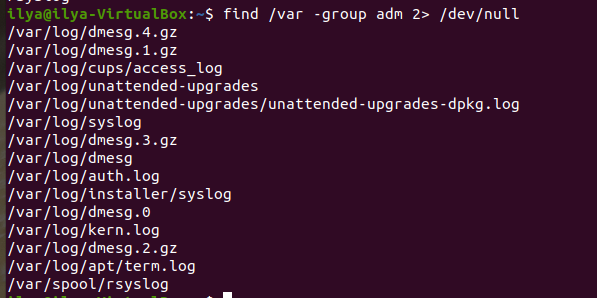 ilya@ilya-VirtualBox:~$ find /var -group adm 2> /dev/null
/var/log/dmesg.4.gz
/var/log/dmesg.1.gz
/var/log/cups/access_log
/var/log/unattended-upgrades
/var/log/unattended-upgrades/unattended-upgrades-dpkg.log
/var/log/syslog
/var/log/dmesg.3.gz
/var/log/dmesg
/var/log/auth.log
/var/log/installer/syslog
/var/log/dmesg.0
/var/log/kern.log
/var/log/dmesg.2.gz
/var/log/apt/term.log
/var/spool/rsyslog
ilya@ilya-VirtualBox:~$